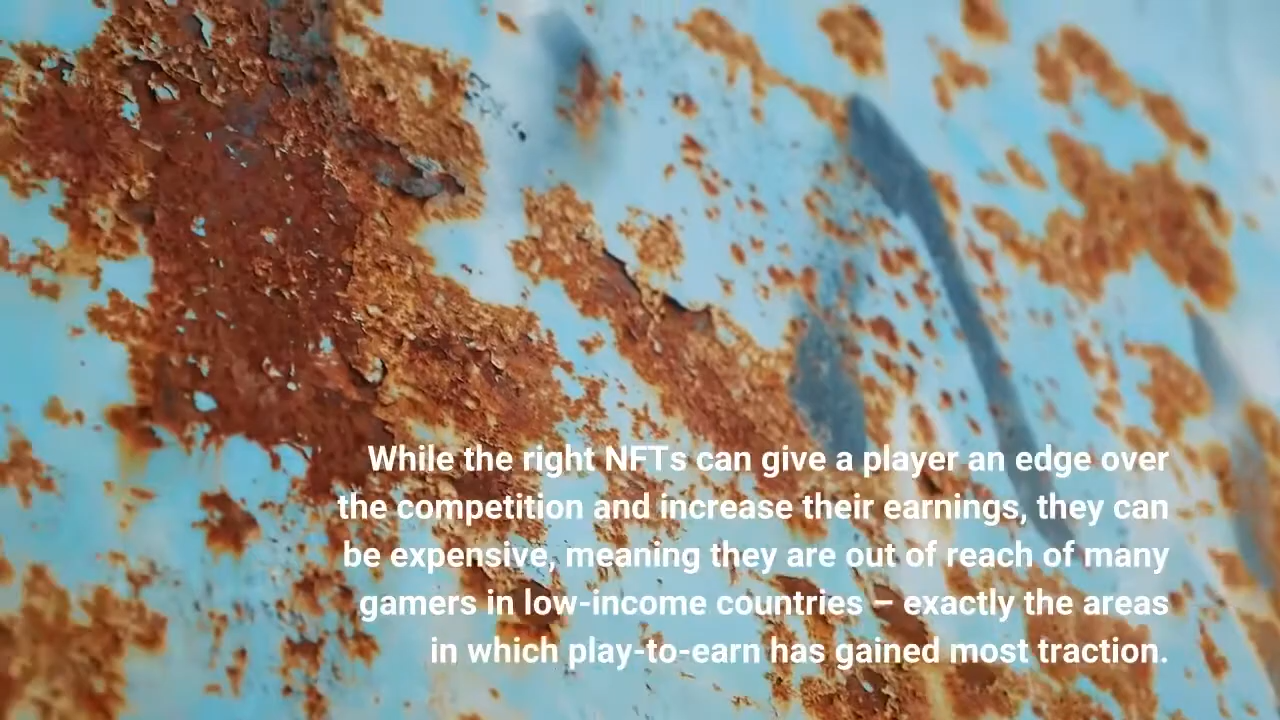 While the right NFTs can give a player an edge over
the competition and increase their earnings, they can
be expensive, meaning they are out of reach of many
gamers in low-income countries – exactly the areas
in which play-to-earn has gained most traction.